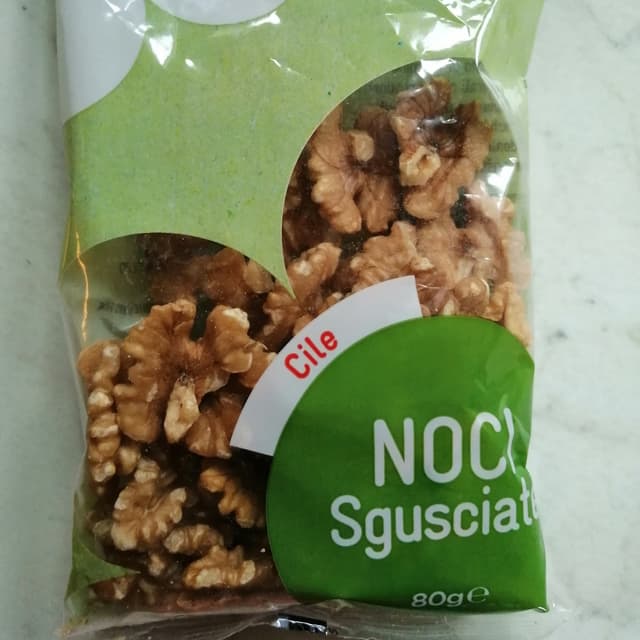 Cile
NOCI
Sgusciate
80g℮